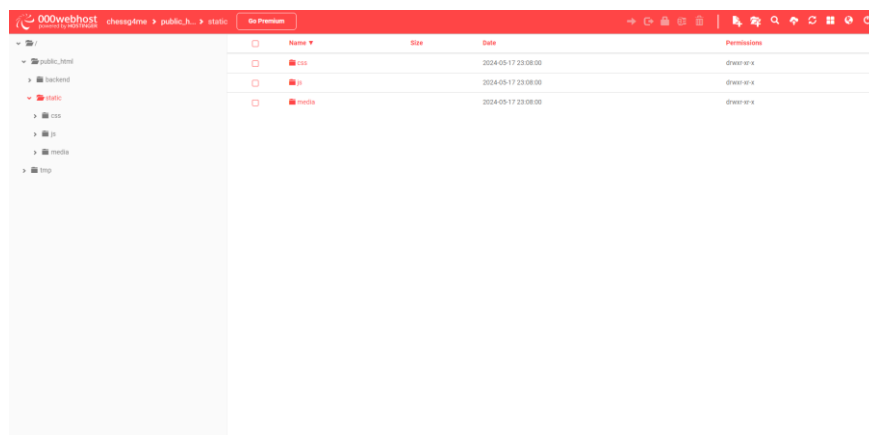 000webhost
powered by HOSTINGER
chessg4me > public_h... > static
Go Premium
/
public_html
backend
static
css
js
media
tmp
Name ▼ Size Date Permissions
css 2024-05-17 23:08:00 drwxr-xr-x
js 2024-05-17 23:08:00 drwxr-xr-x
media 2024-05-17 23:08:00 drwxr-xr-x